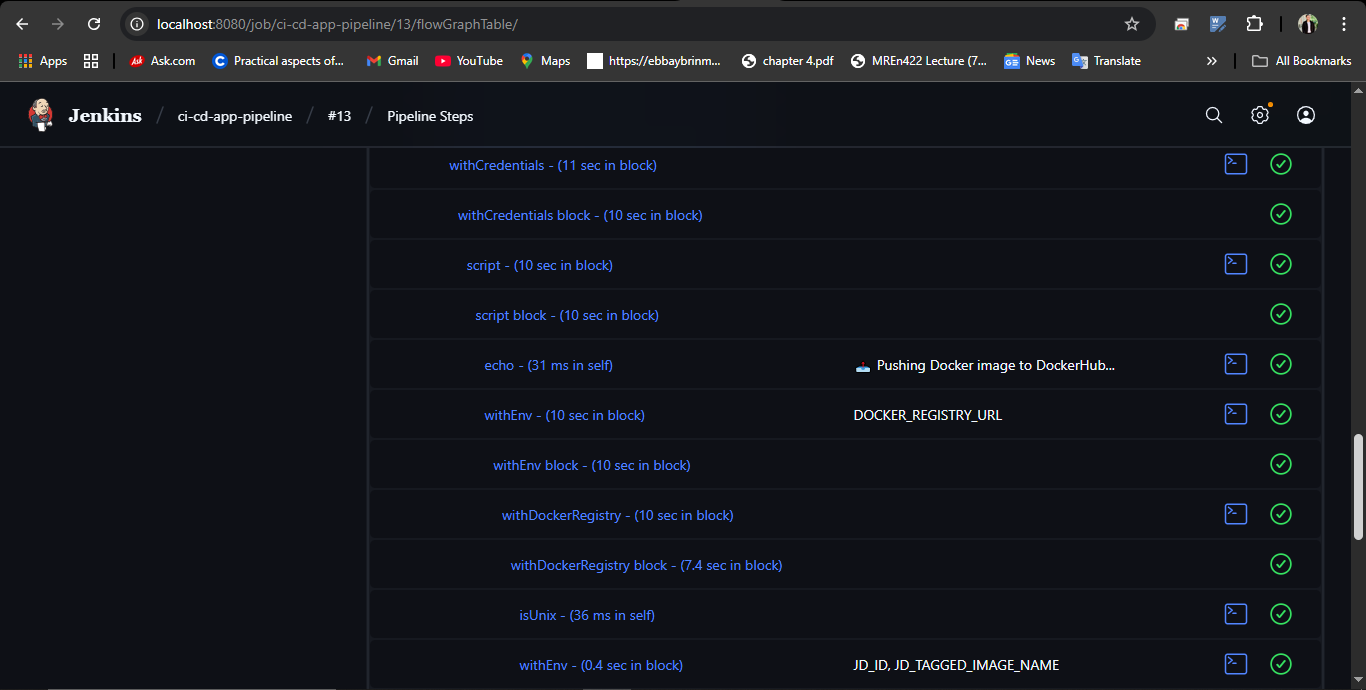 localhost:8080/job/ci-cd-app-pipeline/13/flowGraphTable/
Apps Ask Ask.com Practical aspects of... Gmail YouTube Maps https://ebbaybrinm... chapter 4.pdf MREn422 Lecture (7... News Translate » All Bookmarks
Jenkins / ci-cd-app-pipeline / #13 / Pipeline Steps
withCredentials - (11 sec in block)
withCredentials block - (10 sec in block)
script - (10 sec in block)
script block - (10 sec in block)
echo - (31 ms in self) Pushing Docker image to DockerHub...
withEnv - (10 sec in block) DOCKER_REGISTRY_URL
withEnv block - (10 sec in block)
withDockerRegistry - (10 sec in block)
withDockerRegistry block - (7.4 sec in block)
isUnix - (36 ms in self)
withEnv - (0.4 sec in block) JD_ID, JD_TAGGED_IMAGE_NAME